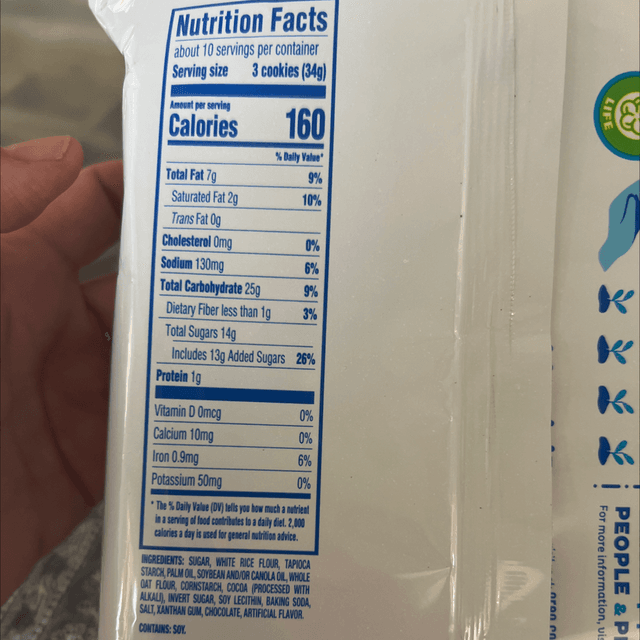 Nutrition Facts
about 10 servings per container
Serving size 3 cookies (34g)
Amount per serving
Calories 160
% Daily Value*
Total Fat 7g 9%
Saturated Fat 2g 10%
Trans Fat 0g
Cholesterol 0mg 0%
Sodium 130mg 6%
Total Carbohydrate 25g 9%
Dietary Fiber less than 1g 3%
Total Sugars 14g
Includes 13g Added Sugars 26%
Protein 1g
Vitamin D 0mcg 0%
Calcium 10mg 0%
Iron 0.9mg 6%
Potassium 50mg 0%
* The % Daily Value (DV) tells you how much a nutrient
in a serving of food contributes to a daily diet. 2,000
calories a day is used for general nutrition advice.
INGREDIENTS: SUGAR, WHITE RICE FLOUR, TAPIOCA
STARCH, PALM OIL, SOYBEAN AND/OR CANOLA OIL, WHOLE
OAT FLOUR, CORNSTARCH, COCOA (PROCESSED WITH
ALKALI), INVERT SUGAR, SOY LECITHIN, BAKING SODA,
SALT, XANTHAN GUM, CHOCOLATE, ARTIFICIAL FLAVOR.
CONTAINS: SOY.
LIFE
PEOPLE & P
For more information,